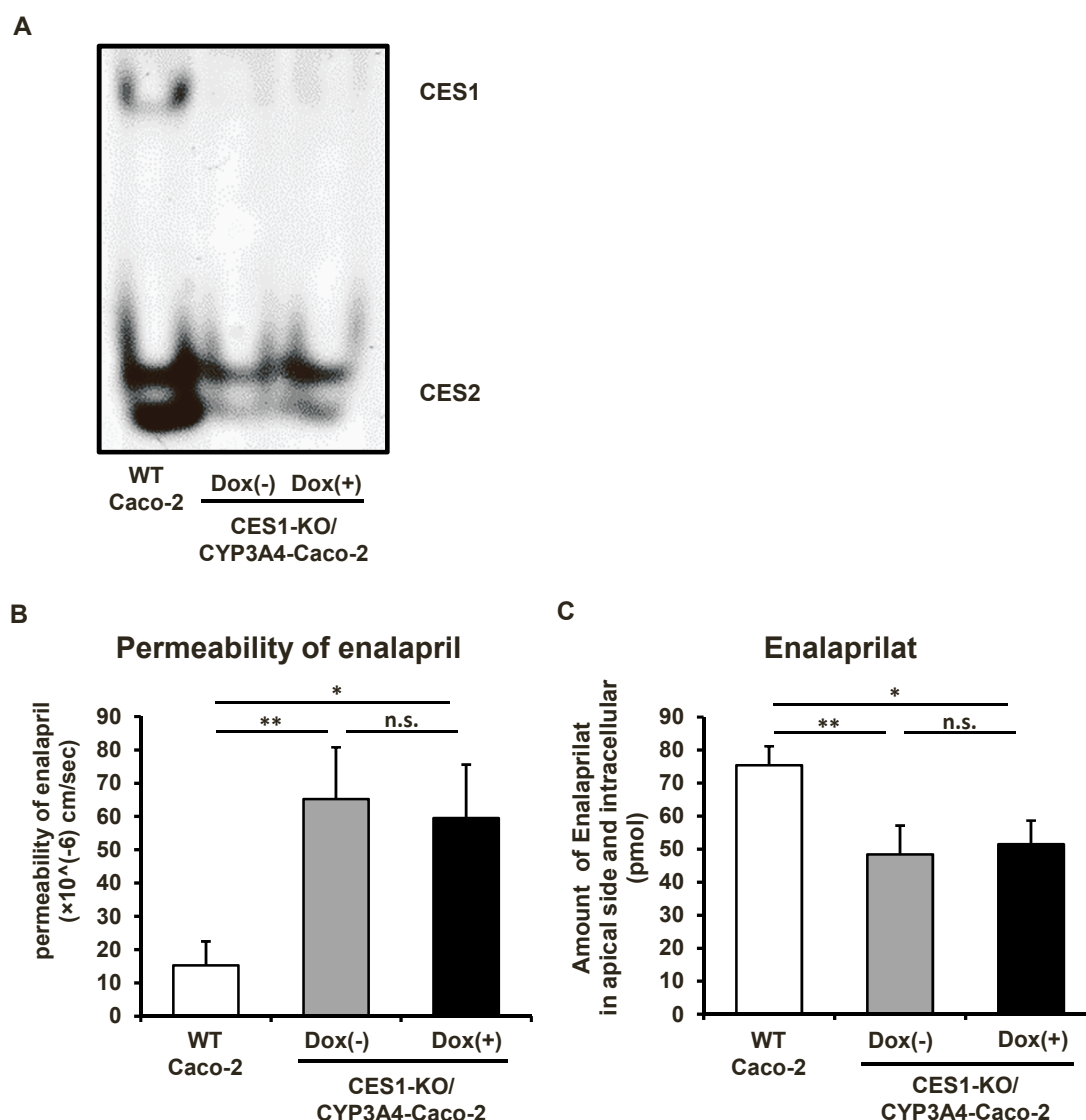 A
CES1
CES2
WT
Caco-2
Dox(-) Dox(+)
CES1-KO/
CYP3A4-Caco-2
B
Permeability of enalapril
permeability of enalapril
(×10^(-6) cm/sec)
*
**
n.s.
90
80
70
60
50
40
30
20
10
0
WT
Caco-2
Dox(-)
Dox(+)
CES1-KO/
CYP3A4-Caco-2
C
Enalaprilat
Amount of Enalaprilat
in apical side and intracellular
(pmol)
*
**
n.s.
90
80
70
60
50
40
30
20
10
0
WT
Caco-2
Dox(-)
Dox(+)
CES1-KO/
CYP3A4-Caco-2